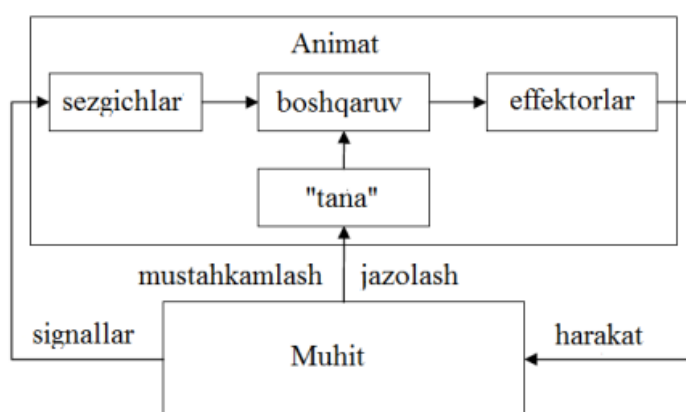 Animat
sezgichlar
boshqaruv
effektorlar
"tana"
mustahkamlash
jazolash
signallar
Muhit
harakat